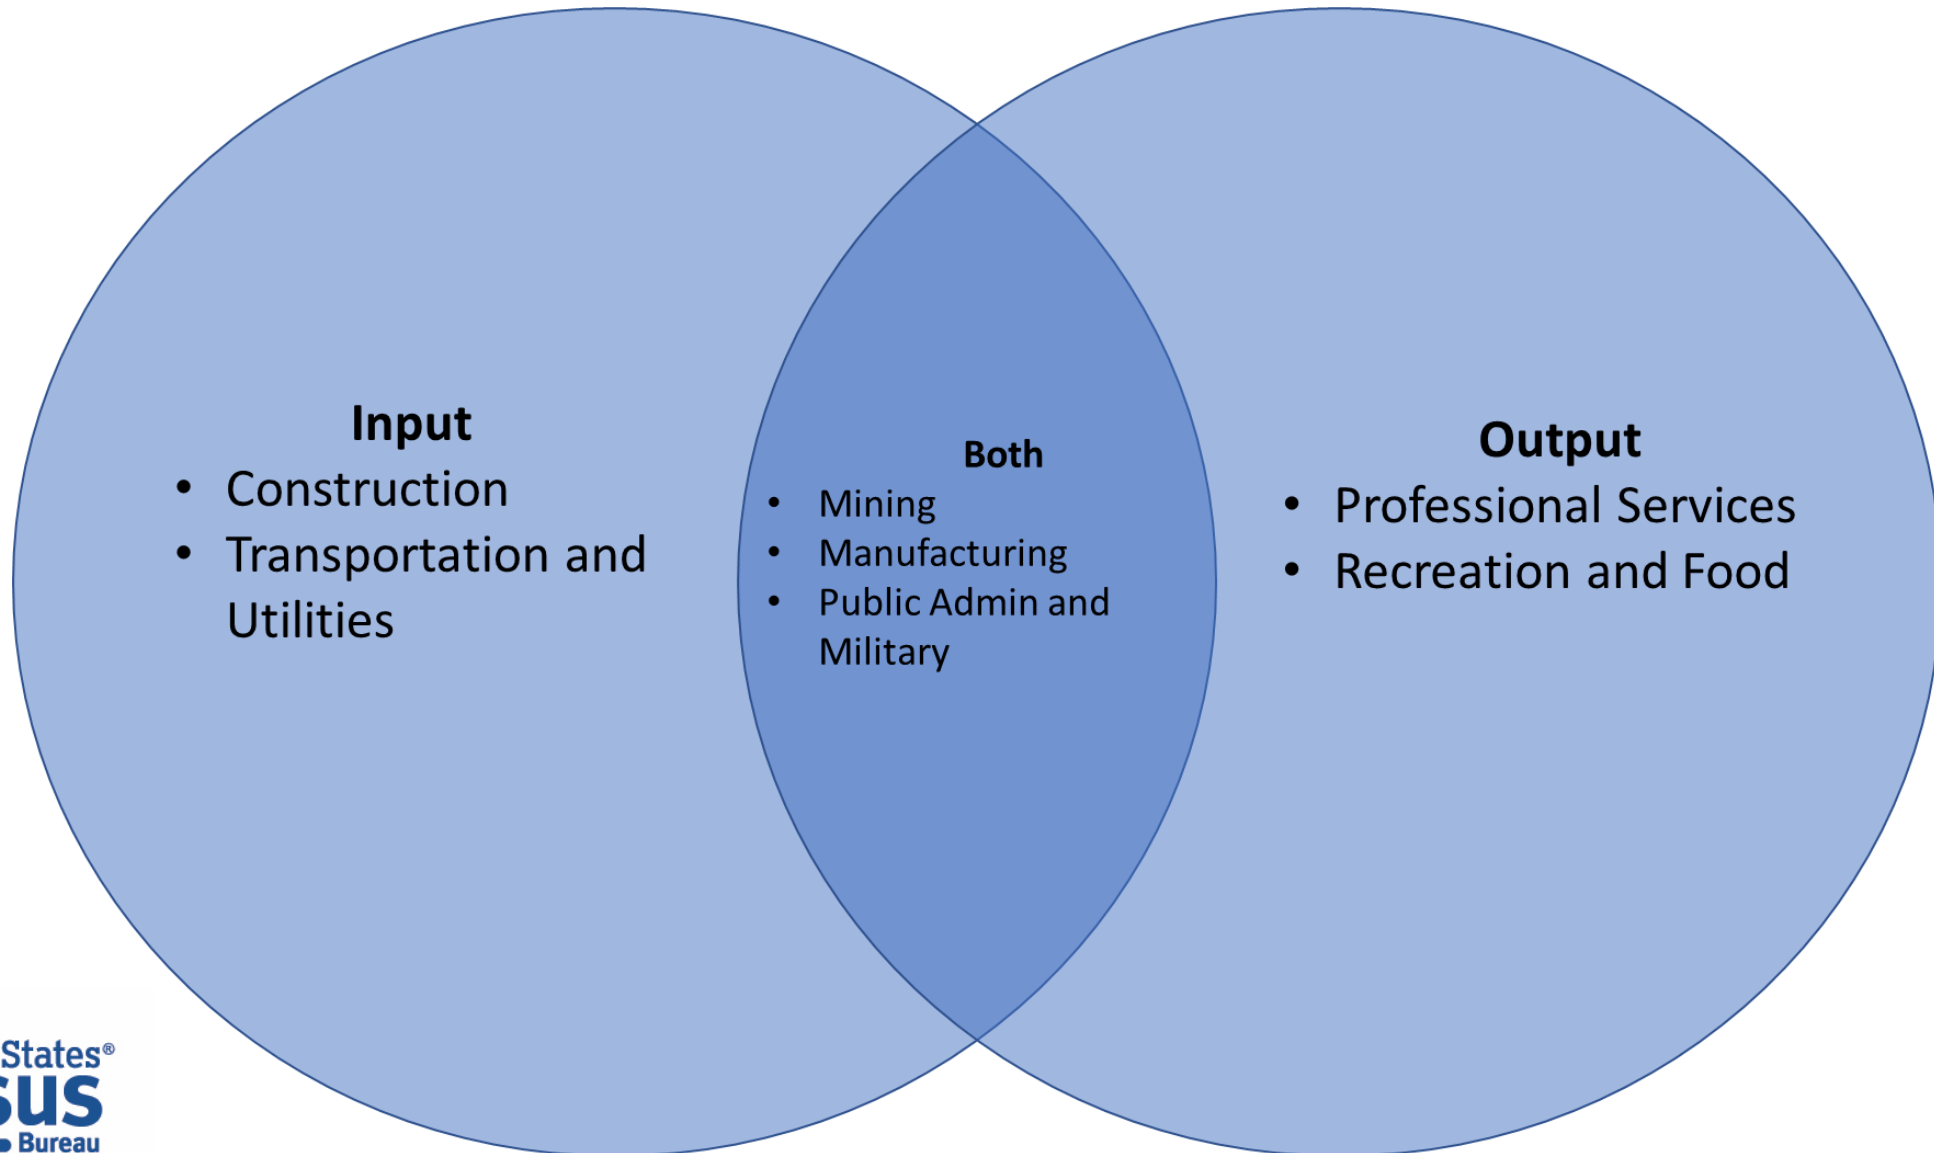 Input
• Construction
• Transportation and
Utilities
Both
• Mining
• Manufacturing
• Public Admin and
Military
Output
• Professional Services
• Recreation and Food
States®
sus
Bureau